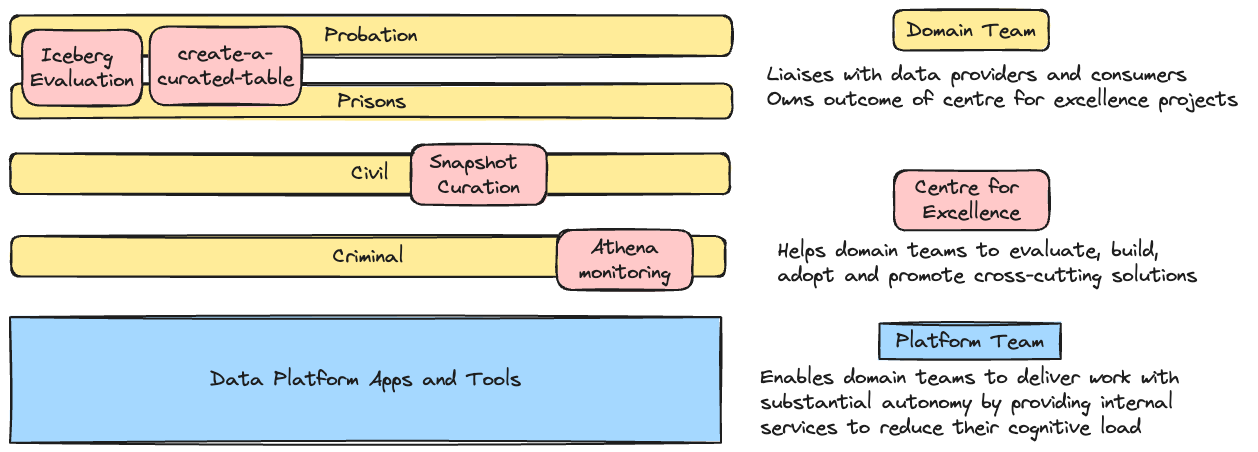 Probation
Iceberg
Evaluation
create-a-
curated-table
Prisons
Civil
Snapshot
Curation
Criminal
Athena
monitoring
Data Platform Apps and Tools
Domain Team
Liaises with data providers and consumers
Owns outcome of centre for excellence projects
Centre for
Excellence
Helps domain teams to evaluate, build,
adopt and promote cross-cutting solutions
Platform Team
Enables domain teams to deliver work with
substantial autonomy by providing internal
services to reduce their cognitive load